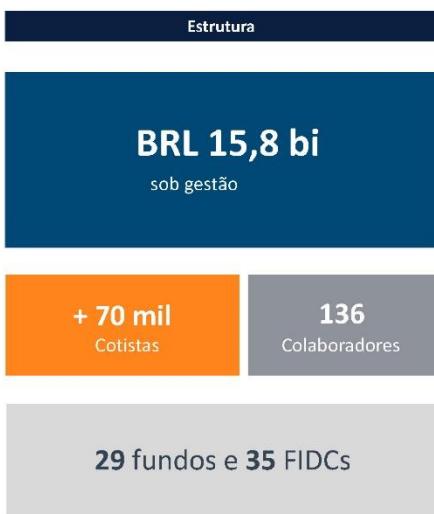 Estrutura
BRL 15,8 bi
sob gestão
+ 70 mil
Cotistas
136
Colaboradores
29 fundos e 35 FIDCs